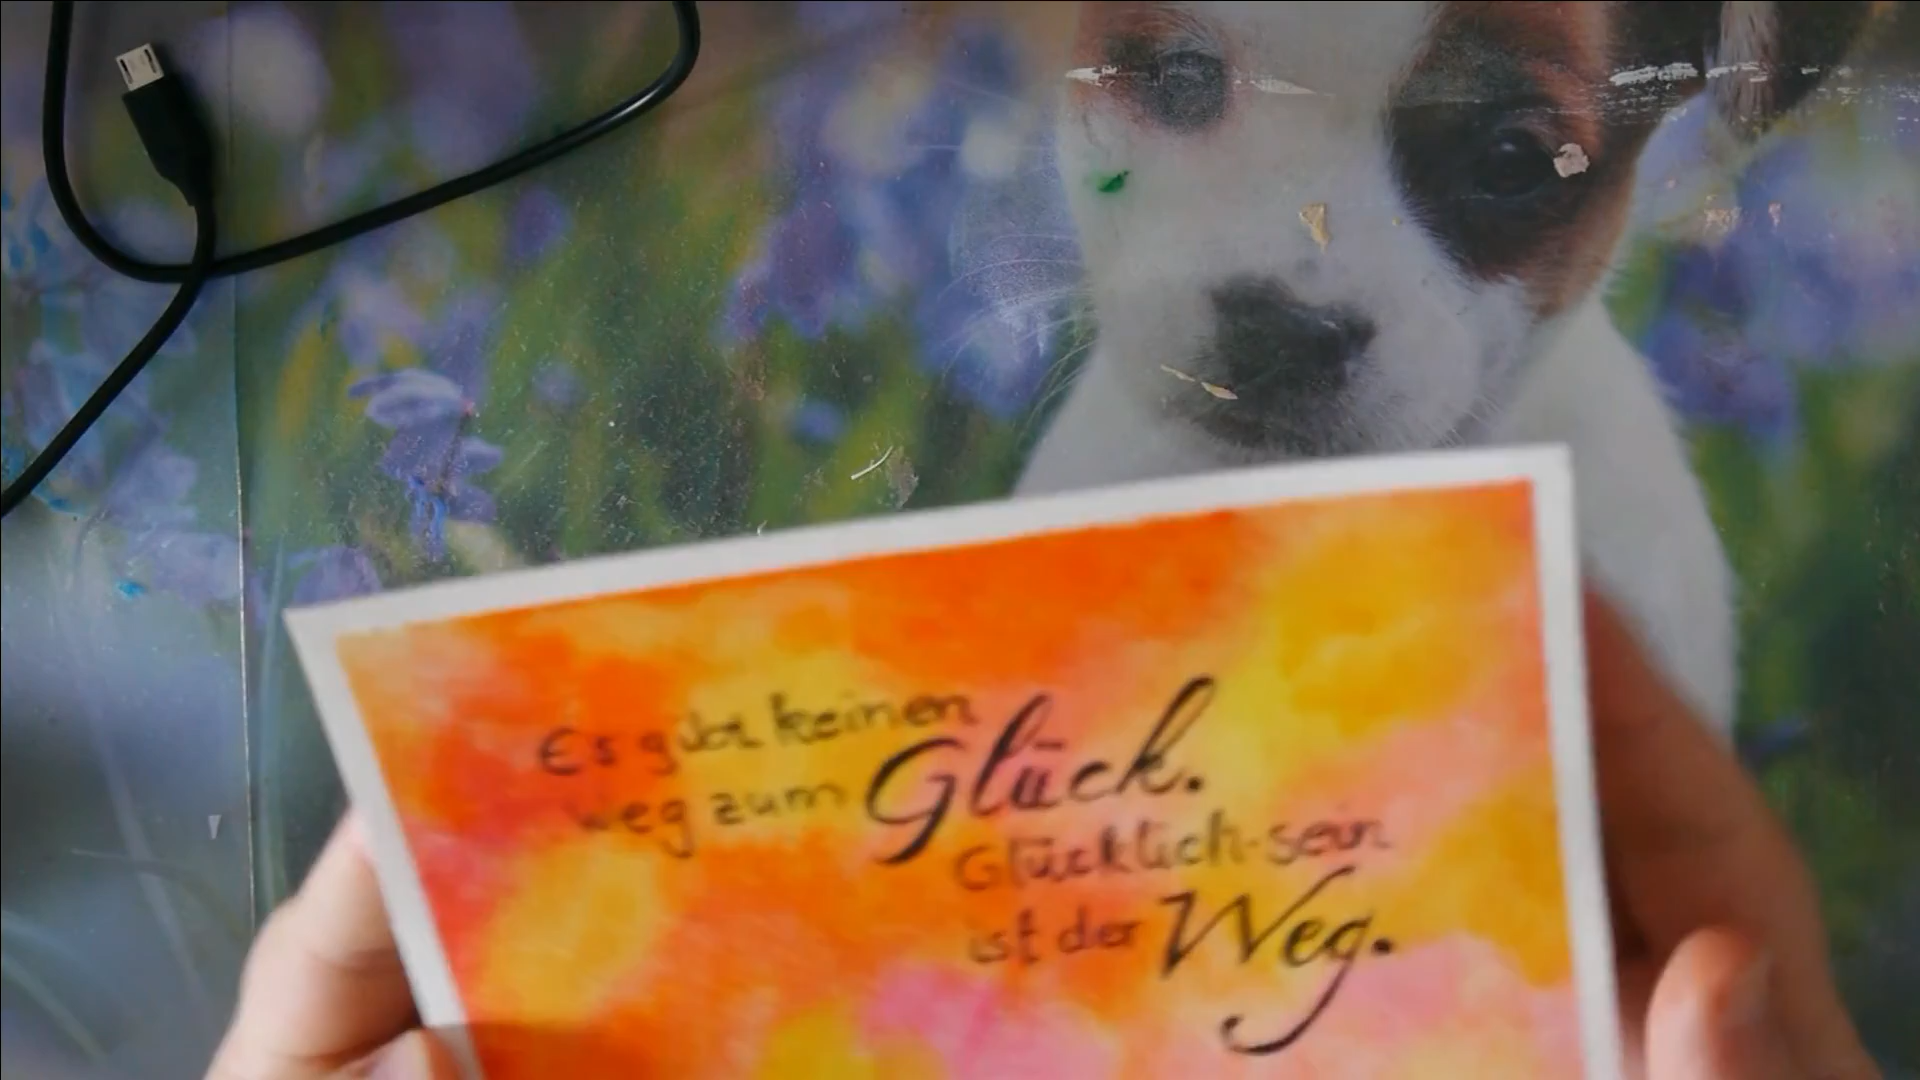 Es gibt keinen
Weg zum Glück.
Glücklich-sein
ist der Weg.